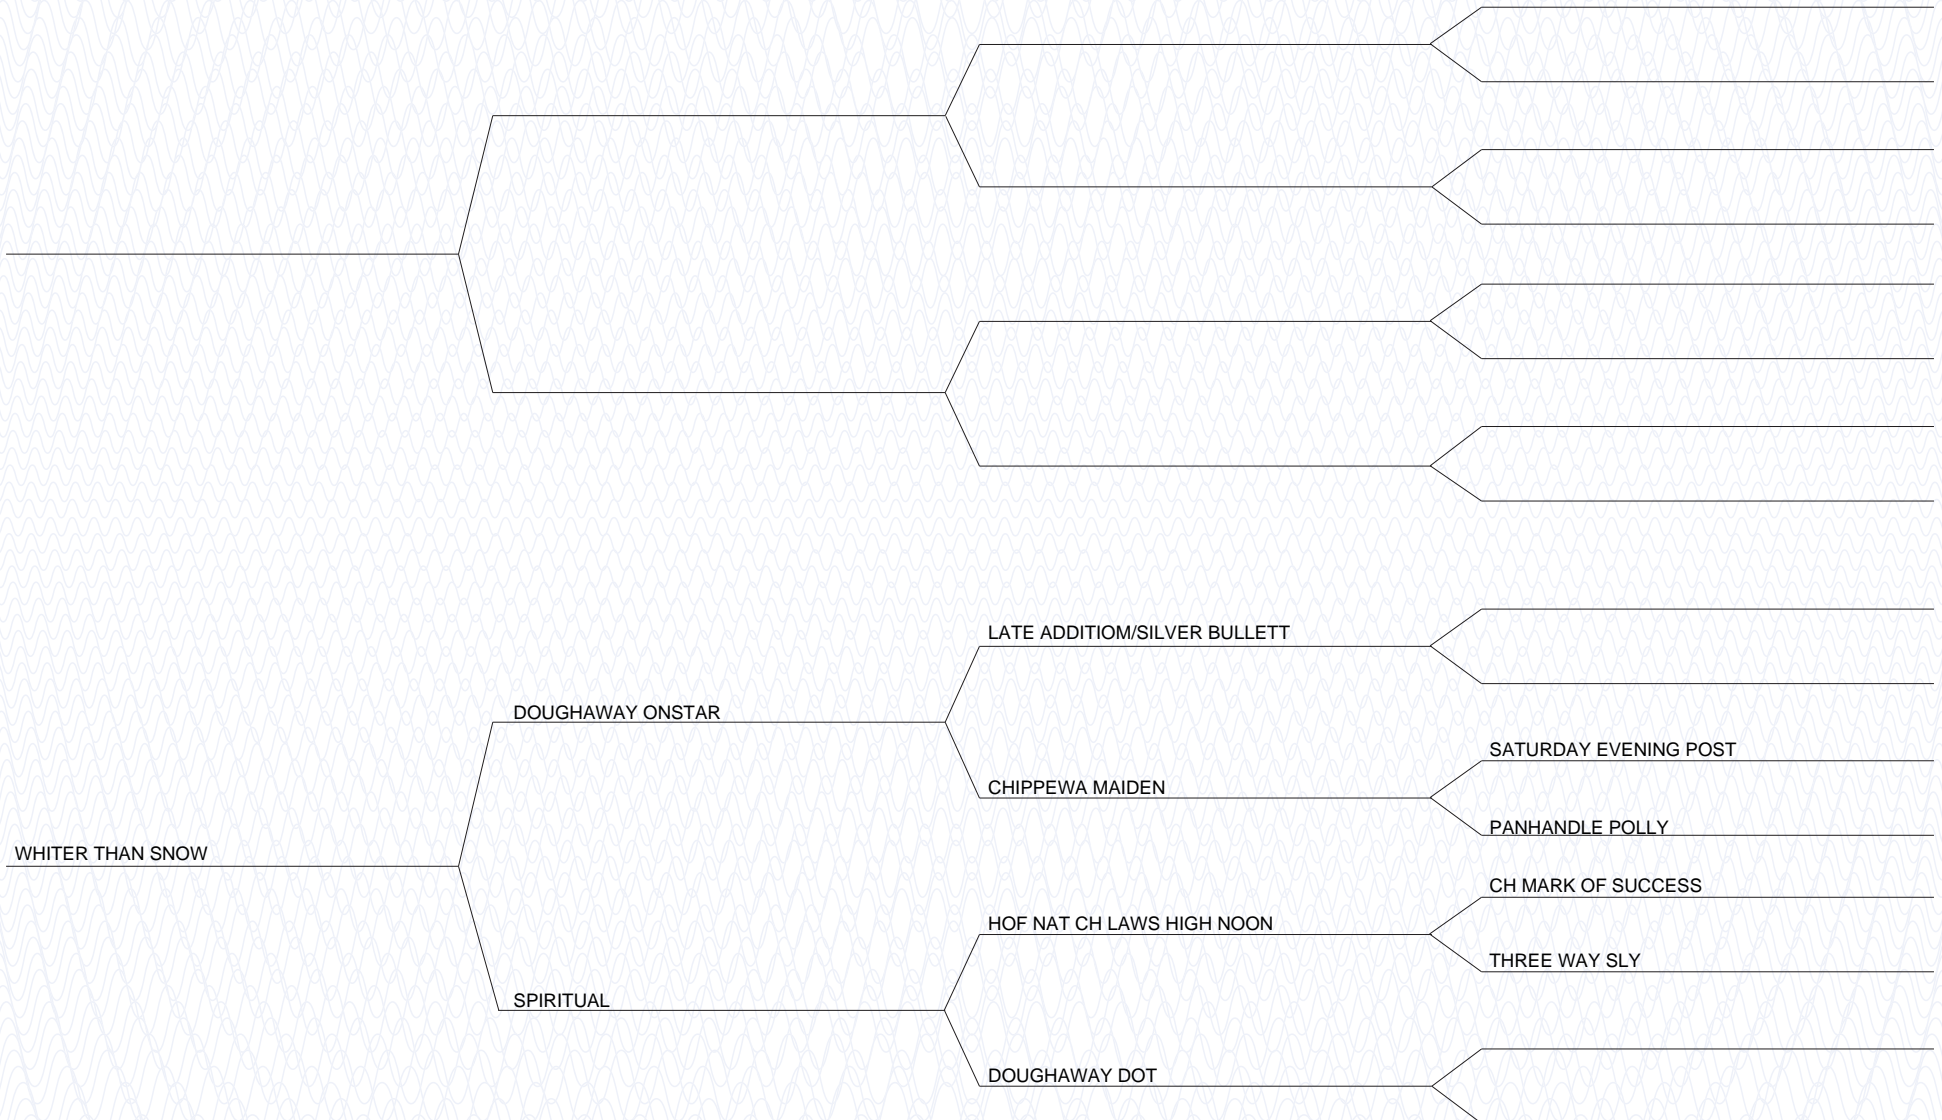 LATE ADDITIOM/SILVER BULLETT
DOUGHAWAY ONSTAR
SATURDAY EVENING POST
CHIPPEWA MAIDEN
PANHANDLE POLLY
WHITER THAN SNOW
CH MARK OF SUCCESS
HOF NAT CH LAWS HIGH NOON
THREE WAY SLY
SPIRITUAL
DOUGHAWAY DOT